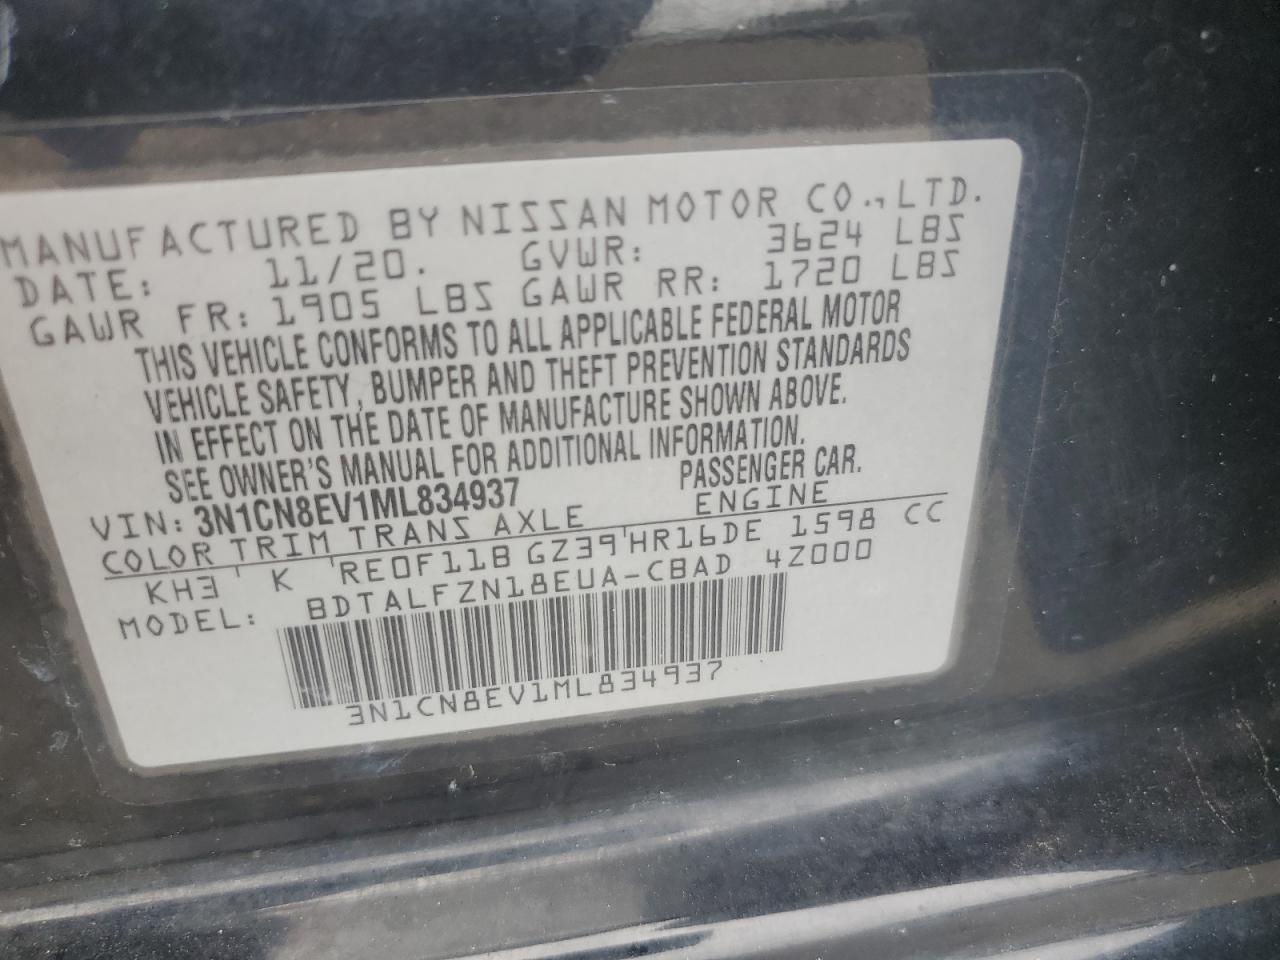 MANUFACTURED BY NISSAN MOTOR CO., LTD.
DATE: 11/20. GVWR: 3624 LBS
GAWR FR: 1905 LBS GAWR RR: 1720 LBS
THIS VEHICLE CONFORMS TO ALL APPLICABLE FEDERAL MOTOR
VEHICLE SAFETY, BUMPER AND THEFT PREVENTION STANDARDS
IN EFFECT ON THE DATE OF MANUFACTURE SHOWN ABOVE.
SEE OWNER'S MANUAL FOR ADDITIONAL INFORMATION.
VIN: 3N1CN8EV1ML834937 PASSENGER CAR.
COLOR TRIM TRANS AXLE ENGINE
KH3 K RE0F11B GZ39 HR16DE 1598 CC
MODEL: BDTALFZN18EUA-CBAD 4Z000
3N1CN8EV1ML834937